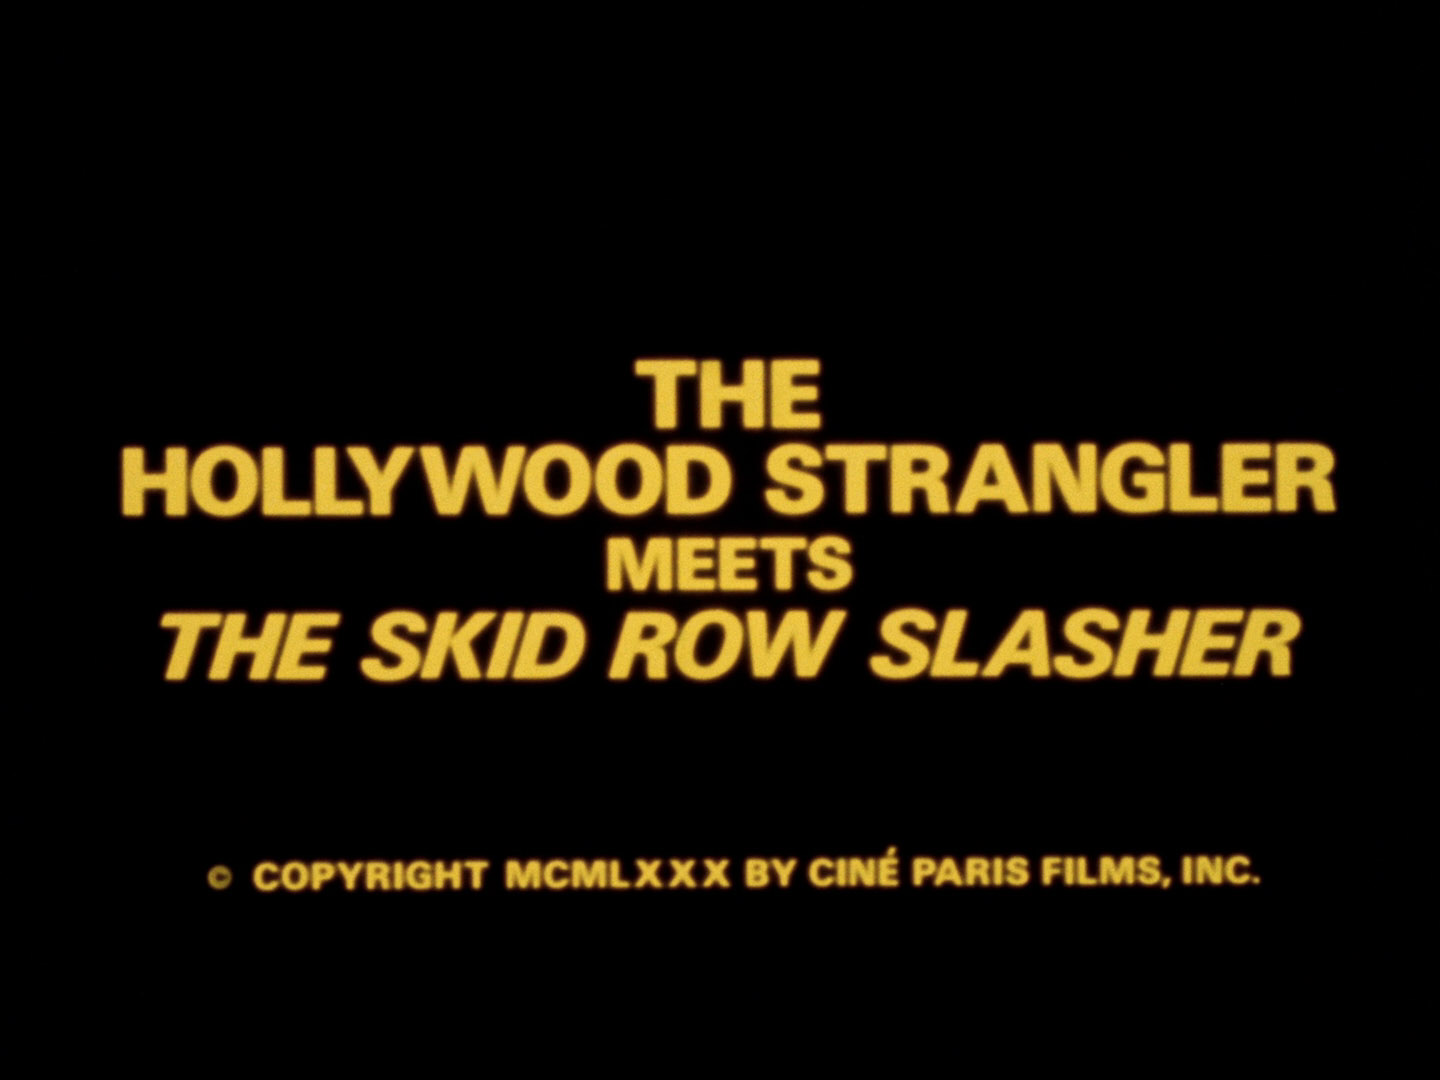 THE
HOLLYWOOD STRANGLER
MEETS
THE SKID ROW SLASHER
© COPYRIGHT MCMLXXX BY CINÉ PARIS FILMS, INC.